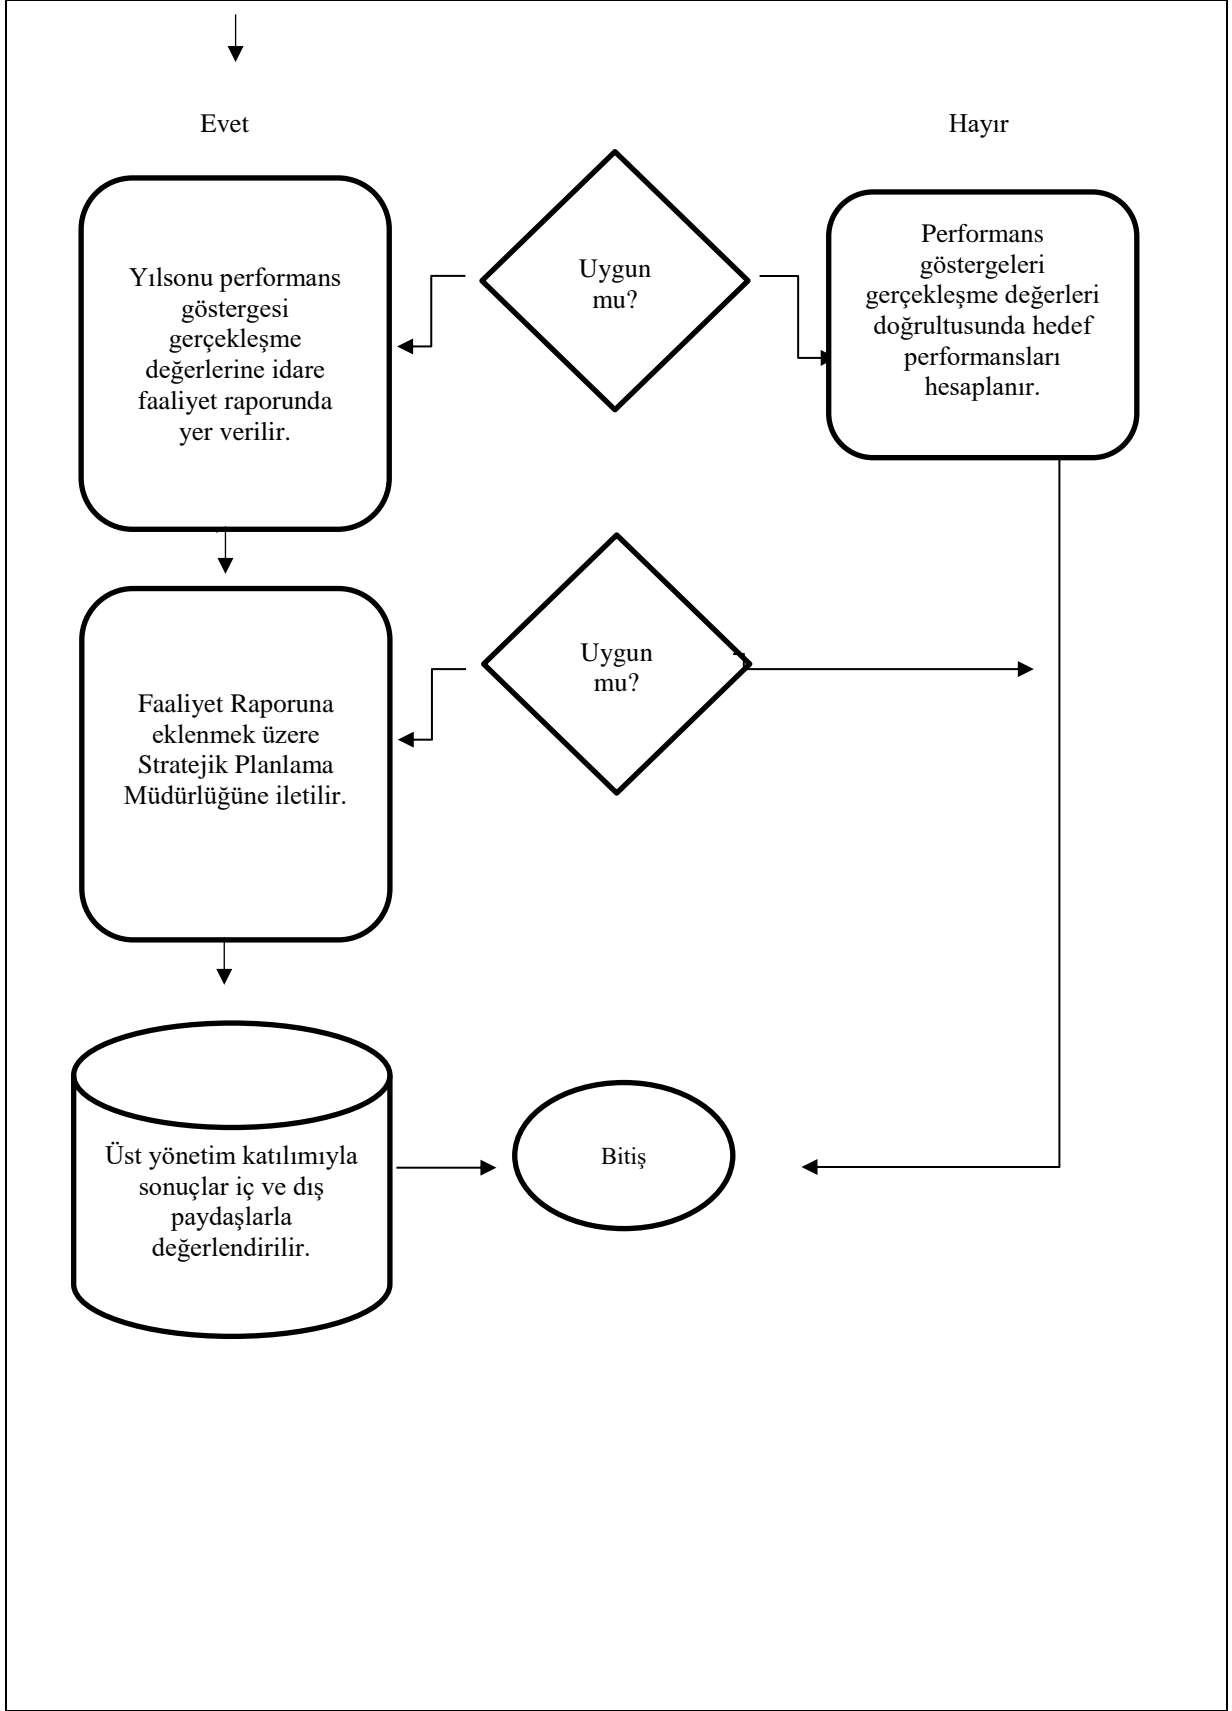 Evet
Hayır
Yılsonu performans
göstergesi
gerçekleşme
değerlerine idare
faaliyet raporunda
yer verilir.
Uygun
mu?
Performans
göstergeleri
gerçekleşme değerleri
doğrultusunda hedef
performansları
hesaplanır.
Faaliyet Raporuna
eklenmek üzere
Stratejik Planlama
Müdürlüğüne iletilir.
Uygun
mu?
Üst yönetim katılımıyla
sonuçlar iç ve dış
paydaşlarla
değerlendirilir.
Bitiş